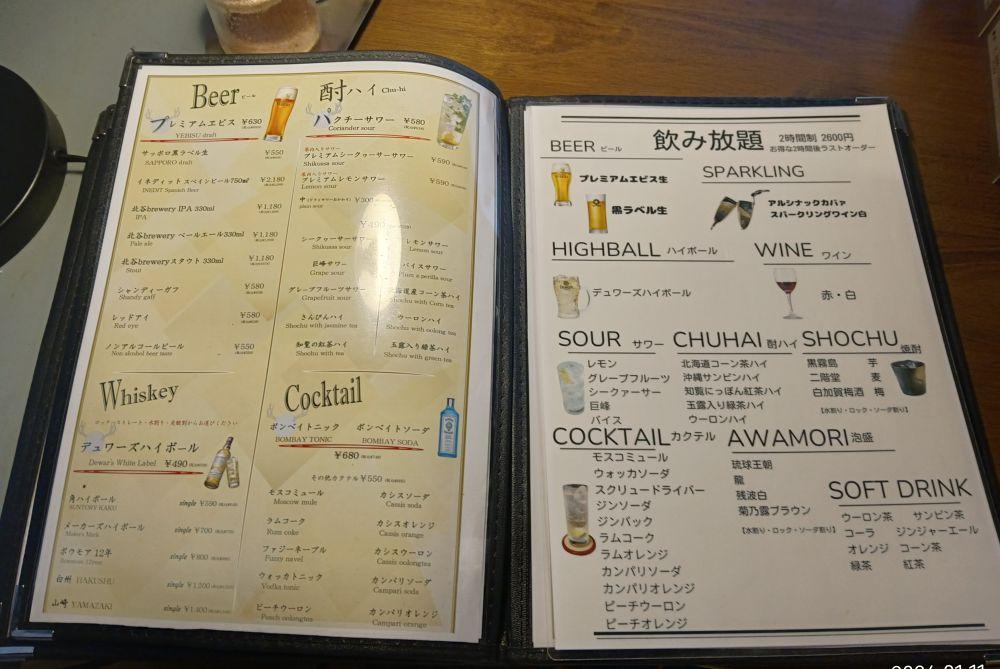 Beer ビール
プレミアムエビス ¥630
YEBISU draft
サッポロ黒ラベル生 ¥550
SAPPORO draft
イネディット スペインビール750㎖ ¥2,180
INEDIT Spanish Beer
北谷brewery IPA 330ml ¥1,180
IPA
北谷brewery ペールエール330ml ¥1,180
Pale ale
北谷breweryスタウト 330ml ¥1,180
Stout
シャンディーガフ ¥580
Shandy gaff
レッドアイ ¥580
Red eye
ノンアルコールビール ¥550
Non alcohol beer taste
酎ハイ Chu-hi
パクチーサワー ¥580
Coriander sour
プレミアムシークヮーサーサワー ¥590
Shikuasa sour
プレミアムレモンサワー ¥590
Lemon sour
plain sour
¥490
シークヮーサーサワー
Shikuasa sour
レモンサワー
Lemon sour
巨峰サワー
Grape sour
バイスサワー
グレープフルーツサワー
Grapefruit sour
北海道産コーン茶ハイ
Shochu with Corn tea
さんぴんハイ
Shochu with jasmine tea
ウーロンハイ
Shochu with oolong tea
知覧の紅茶ハイ
Shochu with tea
玉露入り緑茶ハイ
Shochu with green tea
Whiskey
デュワーズハイボール
Dewar's White Label ¥490
角ハイボール single ¥590
SUNTORY KAKU
メーカーズハイボール single ¥700
Maker's Mark
ボウモア 12年 single ¥800
白州 HAKUSHU single ¥1,200
山崎 YAMAZAKI single ¥1,400
Cocktail
ボンベイトニック ボンベイソーダ
BOMBAY TONIC BOMBAY SODA
¥680
その他カクテル ¥550
モスコミュール カシスソーダ
Moscow mule Cassis soda
ラムコーク カシスオレンジ
Rum coke Cassis orange
ファジーネーブル カシスウーロン
Fuzzy navel Cassis oolongtea
ウォッカトニック カンパリソーダ
Vodka tonic Campari soda
ピーチウーロン カンパリオレンジ
Peach oolongtea Campari orange
飲み放題 2時間制 2600円
お得な2時間後ラストオーダー
BEER ビール
プレミアムエビス生
黒ラベル生
SPARKLING
アルシナックカバァ
スパークリングワイン白
HIGHBALL ハイボール
デュワーズハイボール
WINE ワイン
赤・白
SOUR サワー
レモン
グレープフルーツ
シークァーサー
巨峰
バイス
CHUHAI 酎ハイ
北海道コーン茶ハイ
沖縄サンピンハイ
知覧にっぽん紅茶ハイ
玉露入り緑茶ハイ
ウーロンハイ
SHOCHU 焼酎
黒霧島 芋
二階堂 麦
白加賀梅酒 梅
【水割り・ロック・ソーダ割り】
COCKTAIL カクテル
モスコミュール
ウォッカソーダ
スクリュードライバー
ジンソーダ
ジンバック
ラムコーク
ラムオレンジ
カンパリソーダ
カンパリオレンジ
ピーチウーロン
ピーチオレンジ
AWAMORI 泡盛
琉球王朝
龍
残波白
菊乃露ブラウン
【水割り・ロック・ソーダ割り】
SOFT DRINK
ウーロン茶 サンピン茶
コーラ ジンジャーエール
オレンジ コーン茶
緑茶 紅茶